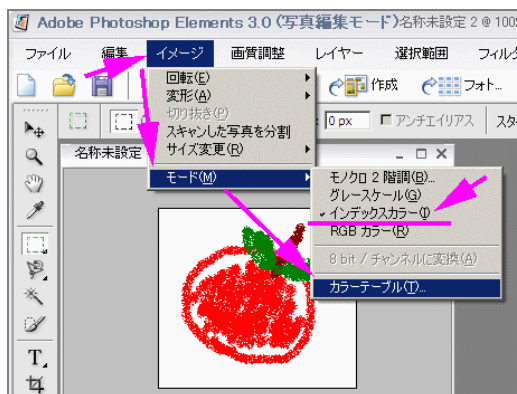 Adobe Photoshop Elements 3.0 (写真編集モード)名称未設定 2 @ 100%
ファイル 編集 イメージ 画質調整 レイヤー 選択範囲 フィルタ
作成 フォト...
0 px アンチエイリアス スタ
名称未設定
回転(E)
変形(A)
切り抜き(P)
スキャンした写真を分割
サイズ変更(R)
モード(M)
モノクロ 2 階調(B)...
グレースケール(G)
インデックスカラー(I)
RGB カラー(R)
8 bit / チャンネルに変換(A)
カラーテーブル(T)...
T